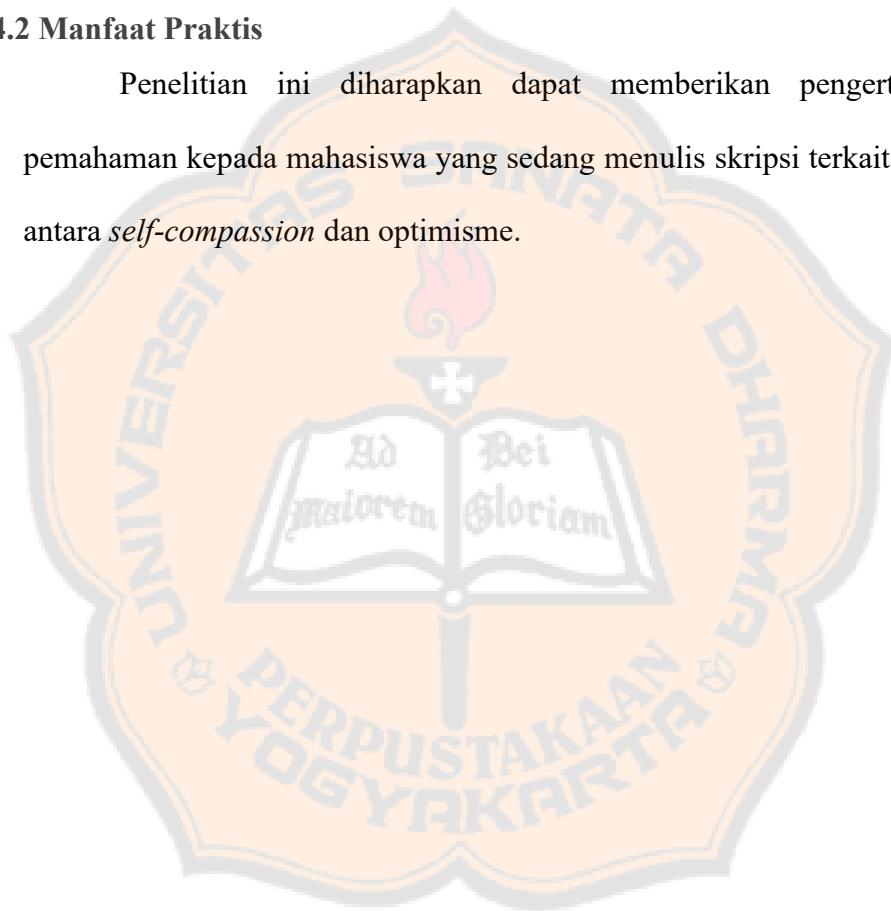 4.2 Manfaat Praktis
Penelitian ini diharapkan dapat memberikan pengert
pemahaman kepada mahasiswa yang sedang menulis skripsi terkait
antara self-compassion dan optimisme.
UNIVERSITAS SANATA DHARMA
Ad Dei
Maiorem Gloriam
PERPUSTAKAAN
YOGYAKARTA